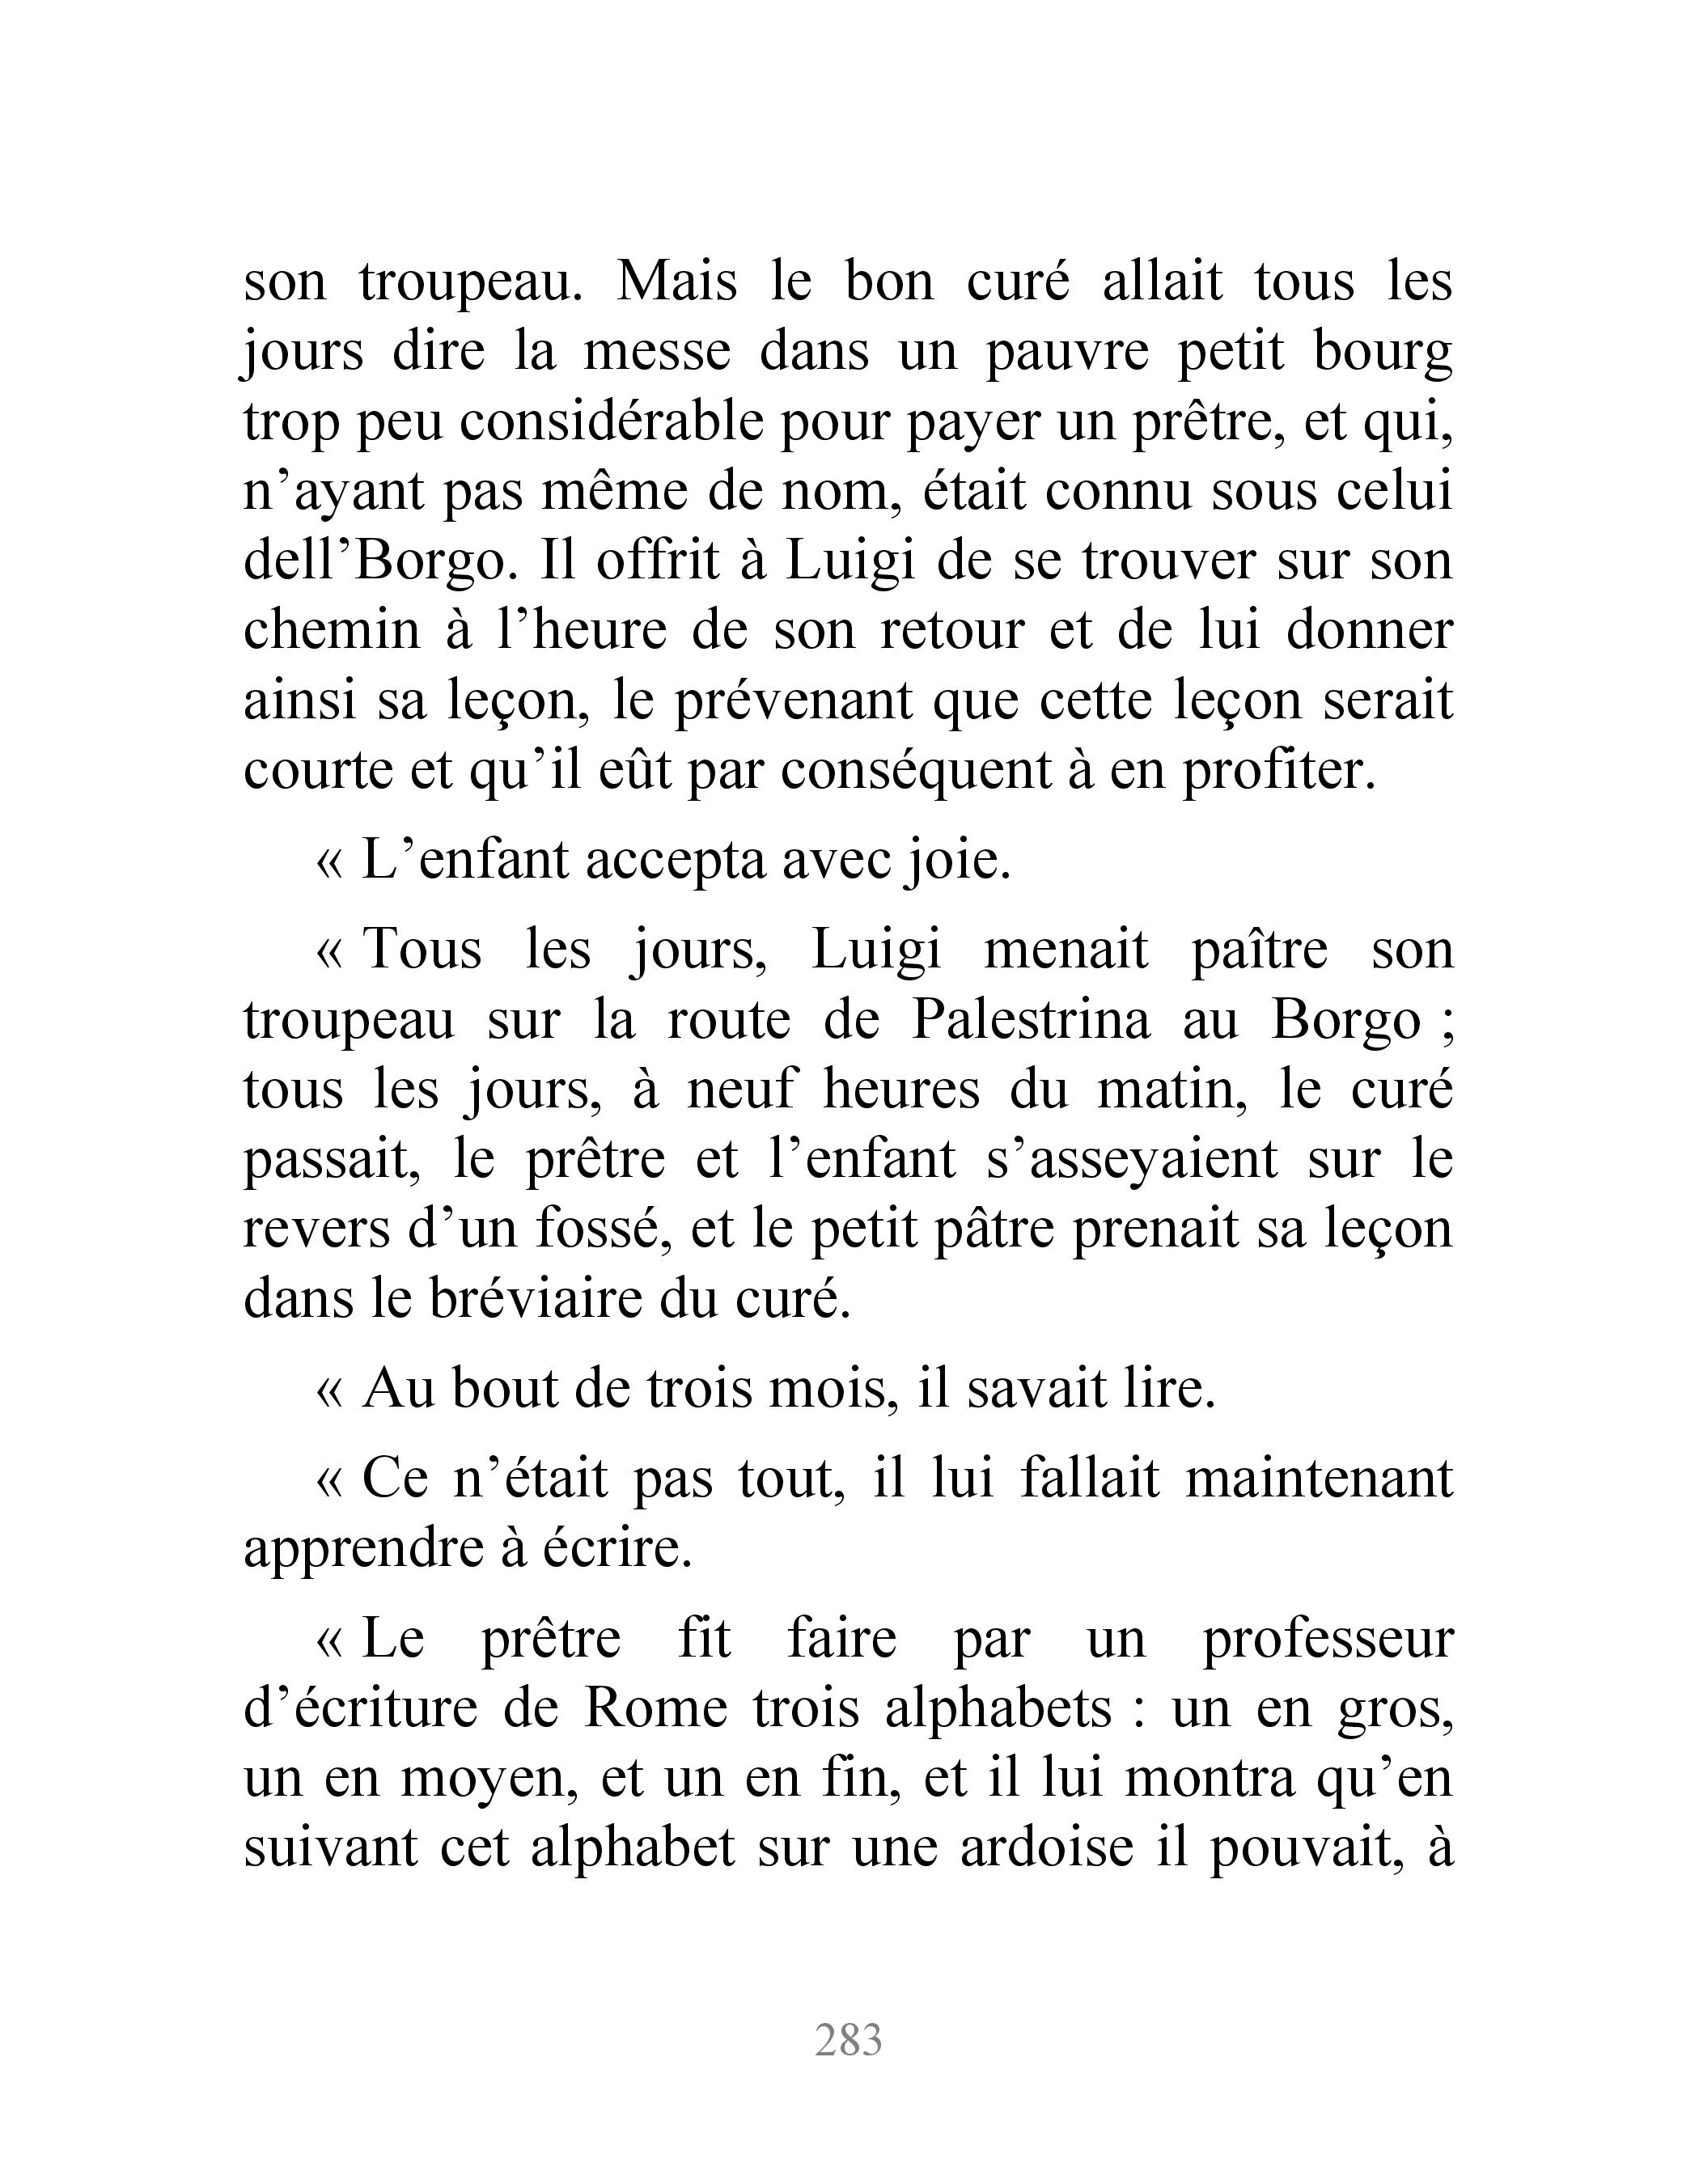 son troupeau. Mais le bon curé allait tous les
jours dire la messe dans un pauvre petit bourg
trop peu considérable pour payer un prêtre, et qui,
n’ayant pas même de nom, était connu sous celui
dell’Borgo. Il offrit à Luigi de se trouver sur son
chemin à l’heure de son retour et de lui donner
ainsi sa leçon, le prévenant que cette leçon serait
courte et qu’il eût par conséquent à en profiter.
« L’enfant accepta avec joie.
« Tous les jours, Luigi menait paître son
troupeau sur la route de Palestrina au Borgo ;
tous les jours, à neuf heures du matin, le curé
passait, le prêtre et l’enfant s’asseyaient sur le
revers d’un fossé, et le petit pâtre prenait sa leçon
dans le bréviaire du curé.
« Au bout de trois mois, il savait lire.
« Ce n’était pas tout, il lui fallait maintenant
apprendre à écrire.
« Le prêtre fit faire par un professeur
d’écriture de Rome trois alphabets : un en gros,
un en moyen, et un en fin, et il lui montra qu’en
suivant cet alphabet sur une ardoise il pouvait, à
283